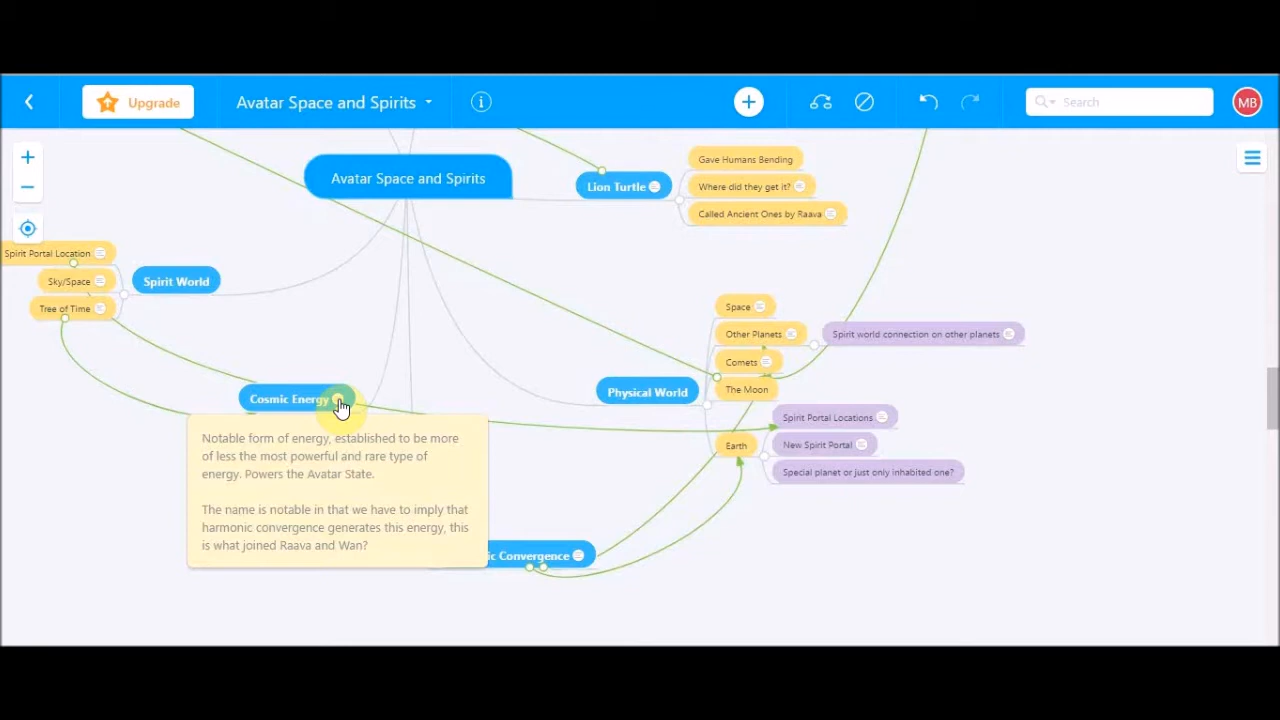 Upgrade
Avatar Space and Spirits
Search
MB
Avatar Space and Spirits
Lion Turtle
Gave Humans Bending
Where did they get it?
Called Ancient Ones by Raava
Spirit Portal Location
Sky/Space
Tree of Time
Spirit World
Cosmic Energy
Notable form of energy, established to be more
of less the most powerful and rare type of
energy. Powers the Avatar State.
The name is notable in that we have to imply that
harmonic convergence generates this energy, this
is what joined Raava and Wan?
Physical World
Space
Other Planets
Spirit world connection on other planets
Comets
The Moon
Earth
Spirit Portal Locations
New Spirit Portal
Special planet or just only inhabited one?
ic Convergence